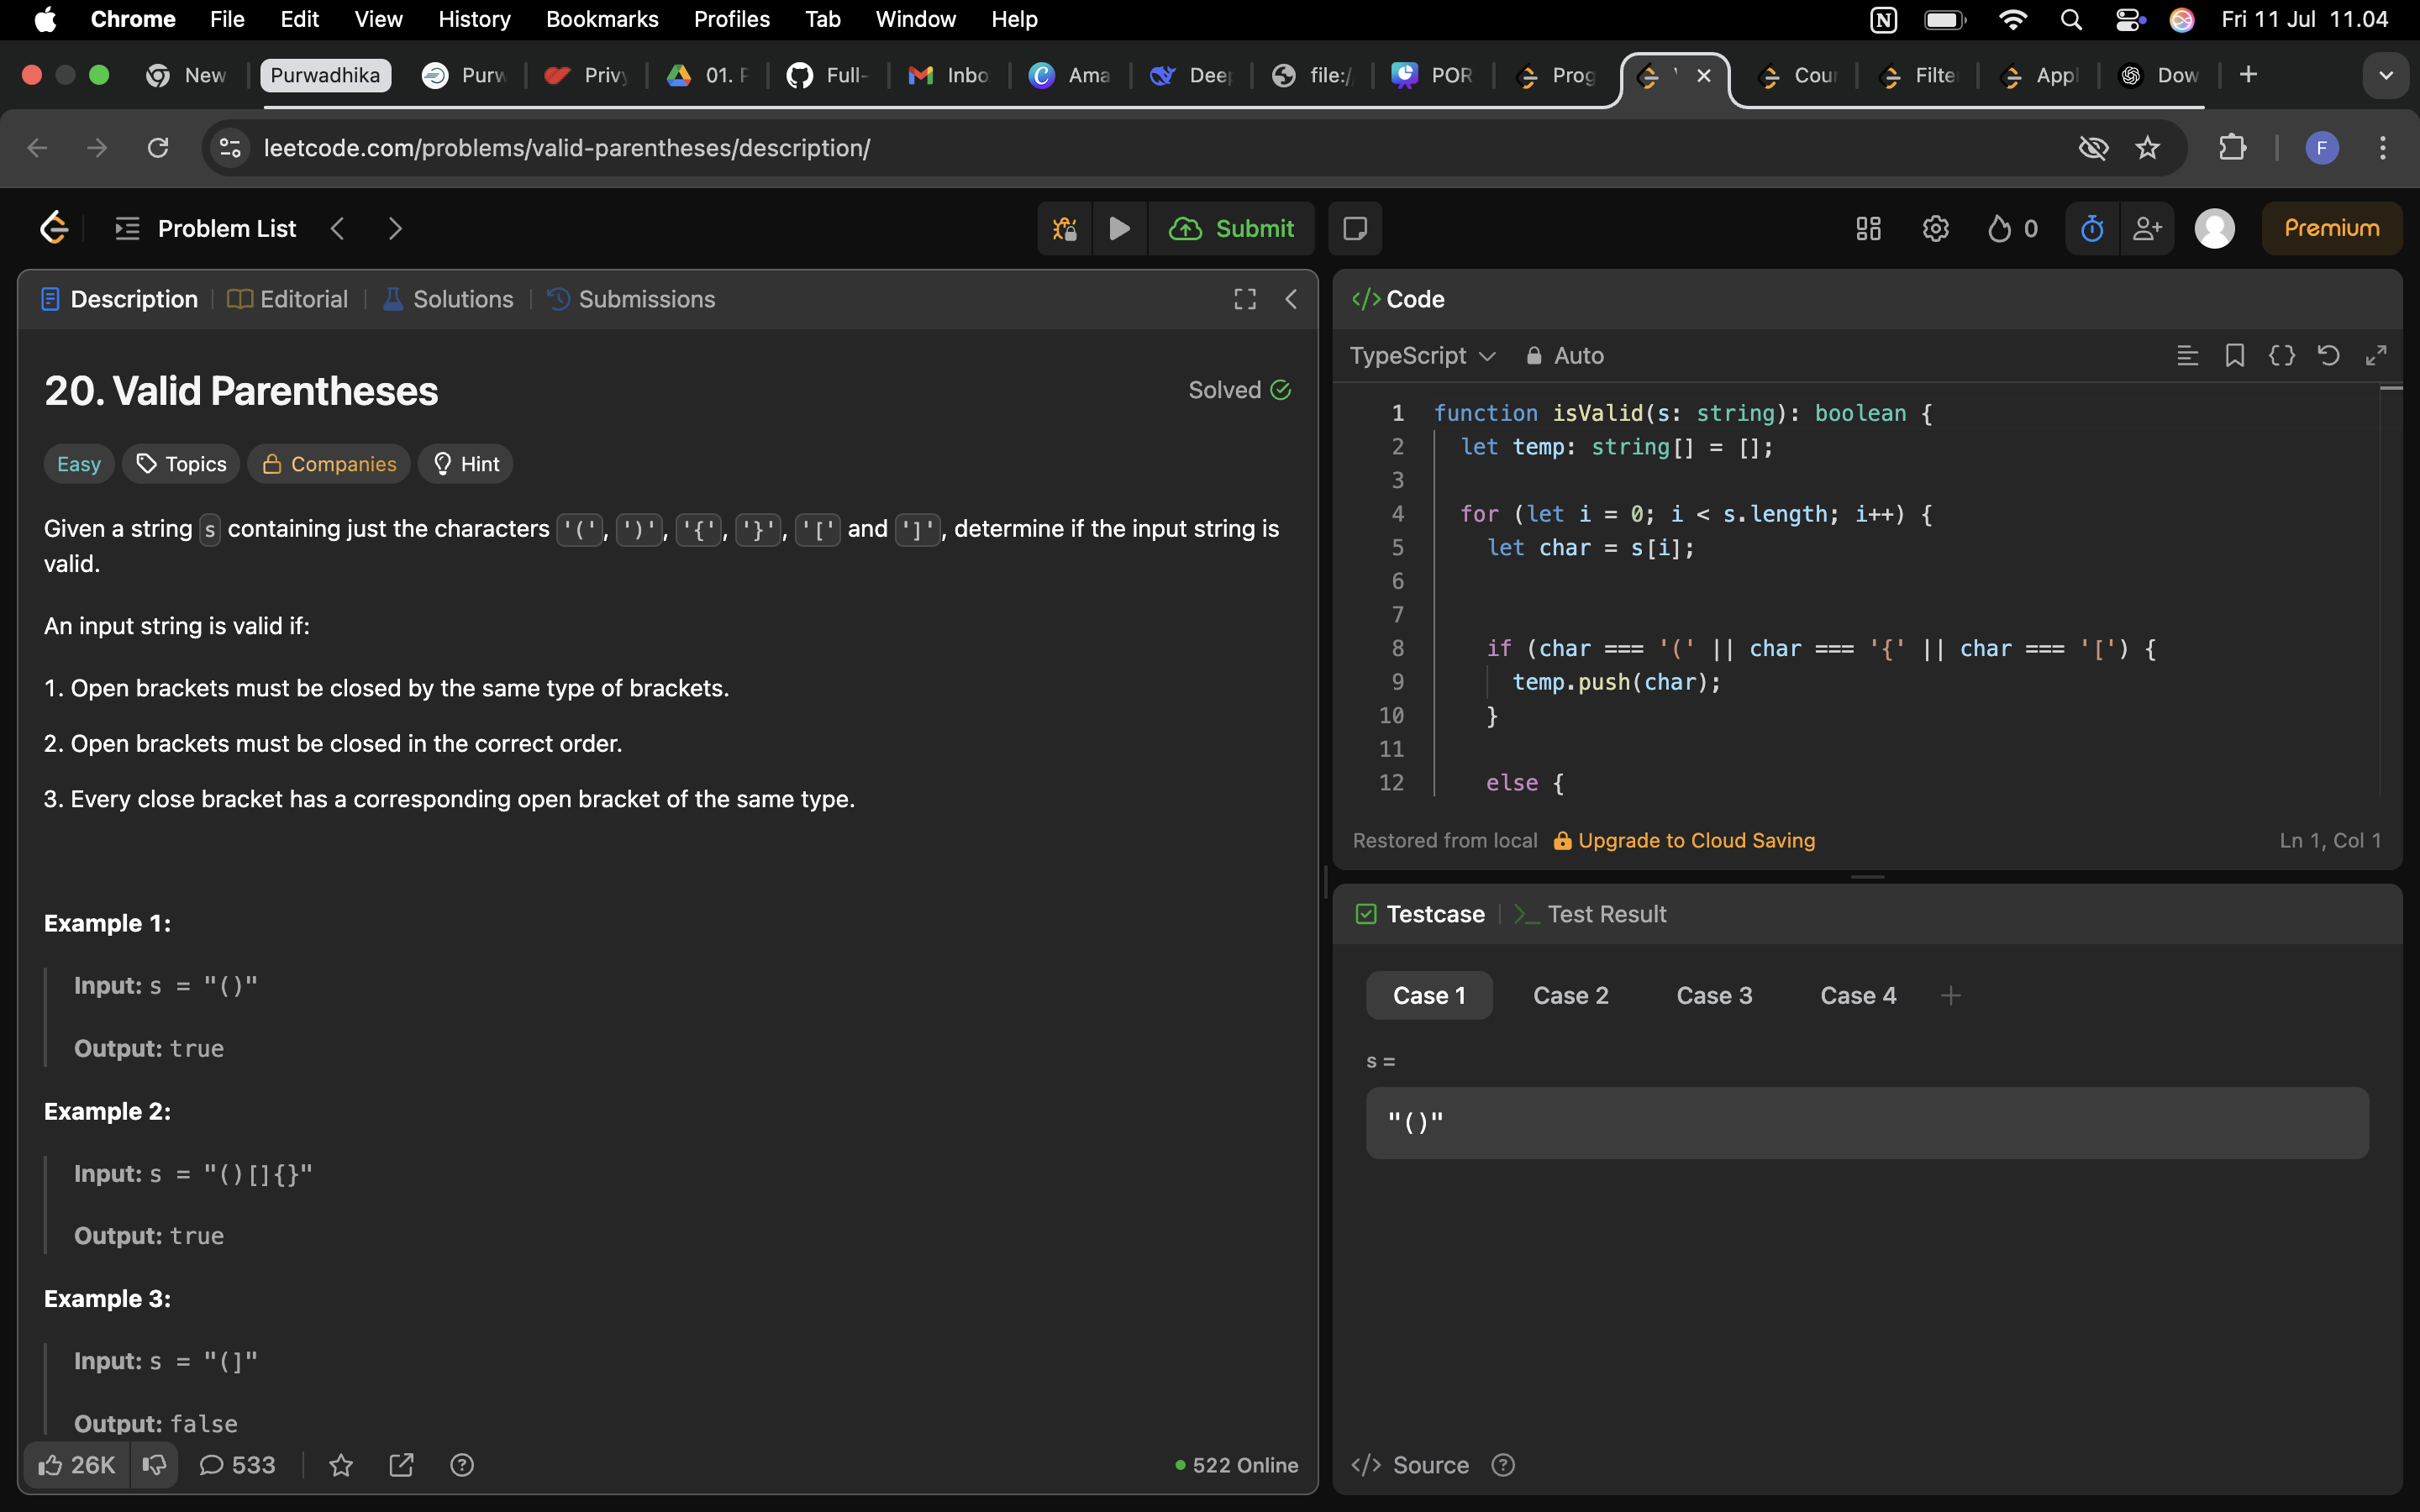 Chrome File Edit View History Bookmarks Profiles Tab Window Help Fri 11 Jul 11.04
New Purwadhika Purw Privy 01. F Full- Inbo Ama Deep file:/ POR Prog Cour Filte Appl Dow
leetcode.com/problems/valid-parentheses/description/ F
Problem List Submit 0 Premium
Description Editorial Solutions Submissions
20. Valid Parentheses
Solved
Easy Topics Companies Hint
Given a string s containing just the characters '(', ')', '{', '}', '[' and ']', determine if the input string is
valid.
An input string is valid if:
1. Open brackets must be closed by the same type of brackets.
2. Open brackets must be closed in the correct order.
3. Every close bracket has a corresponding open bracket of the same type.
Example 1:
Input: s = "()"
Output: true
Example 2:
Input: s = "()[]{}"
Output: true
Example 3:
Input: s = "(]"
Output: false
26K 533 522 Online
</> Code
TypeScript Auto
1 function isValid(s: string): boolean {
2 let temp: string[] = [];
3
4 for (let i = 0; i < s.length; i++) {
5 let char = s[i];
6
7
8 if (char === '(' || char === '{' || char === '[') {
9 temp.push(char);
10 }
11
12 else {
Restored from local Upgrade to Cloud Saving Ln 1, Col 1
Testcase Test Result
Case 1 Case 2 Case 3 Case 4
s =
"()"
</> Source